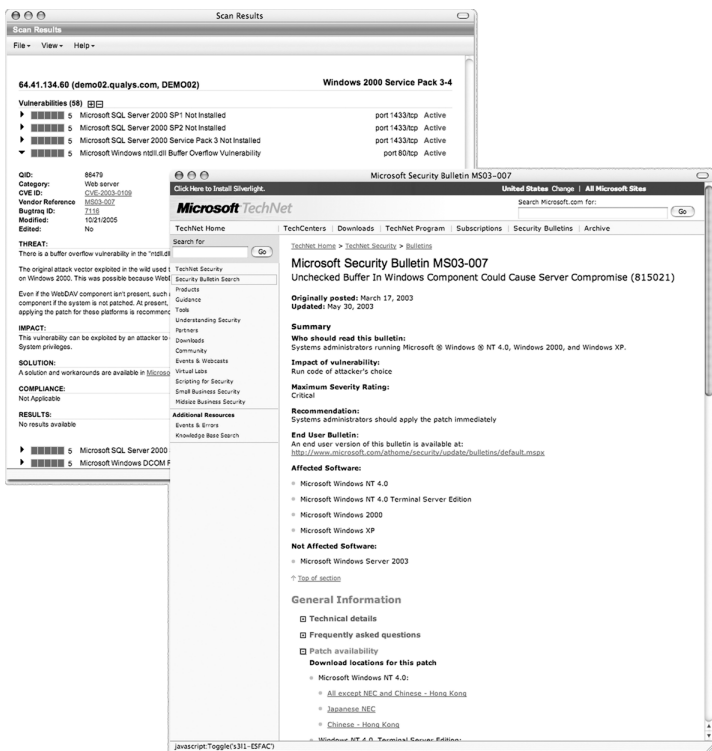 Scan Results
Scan Results
File View Help
64.41.134.60 (demo02.qualys.com, DEMO02) Windows 2000 Service Pack 3-4
Vulnerabilities (58)
5 Microsoft SQL Server 2000 SP1 Not Installed port 1433/tcp Active
5 Microsoft SQL Server 2000 SP2 Not Installed port 1433/tcp Active
5 Microsoft SQL Server 2000 Service Pack 3 Not Installed port 1433/tcp Active
5 Microsoft Windows ntdll.dll Buffer Overflow Vulnerability port 80/tcp Active
QID: 86479
Category: Web server
CVE ID: CVE-2003-0109
Vendor Reference MS03-007
Bugtraq ID: 7116
Modified: 10/21/2005
Edited: No
THREAT:
There is a buffer overflow vulnerability in the "ntdll.dll
The original attack vector exploited in the wild used
on Windows 2000. This was possible because Web
Even if the WebDAV component isn't present, such
component if the system is not patched. At present,
applying the patch for these platforms is recommen
IMPACT:
This vulnerability can be exploited by an attacker to
System privileges.
SOLUTION:
A solution and workarounds are available in Microso
COMPLIANCE:
Not Applicable
RESULTS:
No results available
5 Microsoft SQL Server 2000
5 Microsoft Windows DCOM
Microsoft Security Bulletin MS03-007
Click Here to Install Silverlight. United States Change | All Microsoft Sites
Microsoft TechNet
Search Microsoft.com for:
Go
TechNet Home | TechCenters | Downloads | TechNet Program | Subscriptions | Security Bulletins | Archive
Search for
Go
TechNet Security
Security Bulletin Search
Products
Guidance
Tools
Understanding Security
Partners
Downloads
Community
Events & Webcasts
Virtual Labs
Scripting for Security
Small Business Security
Midsize Business Security
Additional Resources
Events & Errors
Knowledge Base Search
TechNet Home > TechNet Security > Bulletins
Microsoft Security Bulletin MS03-007
Unchecked Buffer In Windows Component Could Cause Server Compromise (815021)
Originally posted: March 17, 2003
Updated: May 30, 2003
Summary
Who should read this bulletin:
Systems administrators running Microsoft ® Windows ® NT 4.0, Windows 2000, and Windows XP.
Impact of vulnerability:
Run code of attacker's choice
Maximum Severity Rating:
Critical
Recommendation:
Systems administrators should apply the patch immediately
End User Bulletin:
An end user version of this bulletin is available at:
http://www.microsoft.com/athome/security/update/bulletins/default.mspx
Affected Software:
Microsoft Windows NT 4.0
Microsoft Windows NT 4.0 Terminal Server Edition
Microsoft Windows 2000
Microsoft Windows XP
Not Affected Software:
Microsoft Windows Server 2003
Top of section
General Information
Technical details
Frequently asked questions
Patch availability
Download locations for this patch
Microsoft Windows NT 4.0:
All except NEC and Chinese - Hong Kong
Japanese NEC
Chinese - Hong Kong
Windows NT 4.0, Terminal Server Edition:
javascript:Toggle('s3l1-ESFAC')